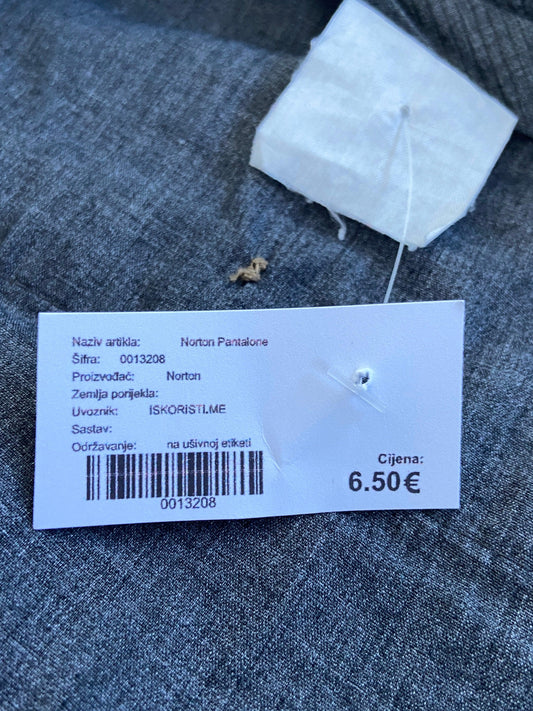 Naziv artikla: Norton Pantalone
Šifra: 0013208
Proizvođač: Norton
Zemlja porijekla:
Uvoznik: ISKORISTI.ME
Sastav:
Održavanje: na ušivnoj etiketi
0013208
Cijena:
6.50€